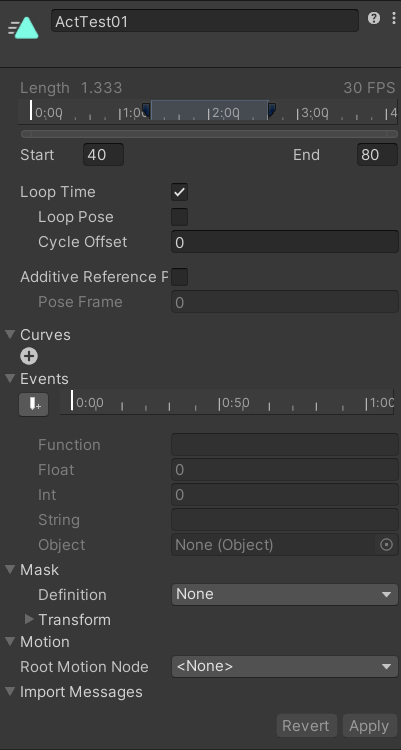 ActTest01
Length 1.333 30 FPS
0:00 1:00 2:00 3:00 4
Start 40 End 80
Loop Time
Loop Pose
Cycle Offset 0
Additive Reference P
Pose Frame 0
Curves
Events
0:00 0:50 1:00
Function
Float 0
Int 0
String
Object None (Object)
Mask
Definition None
Transform
Motion
Root Motion Node <None>
Import Messages
Revert Apply